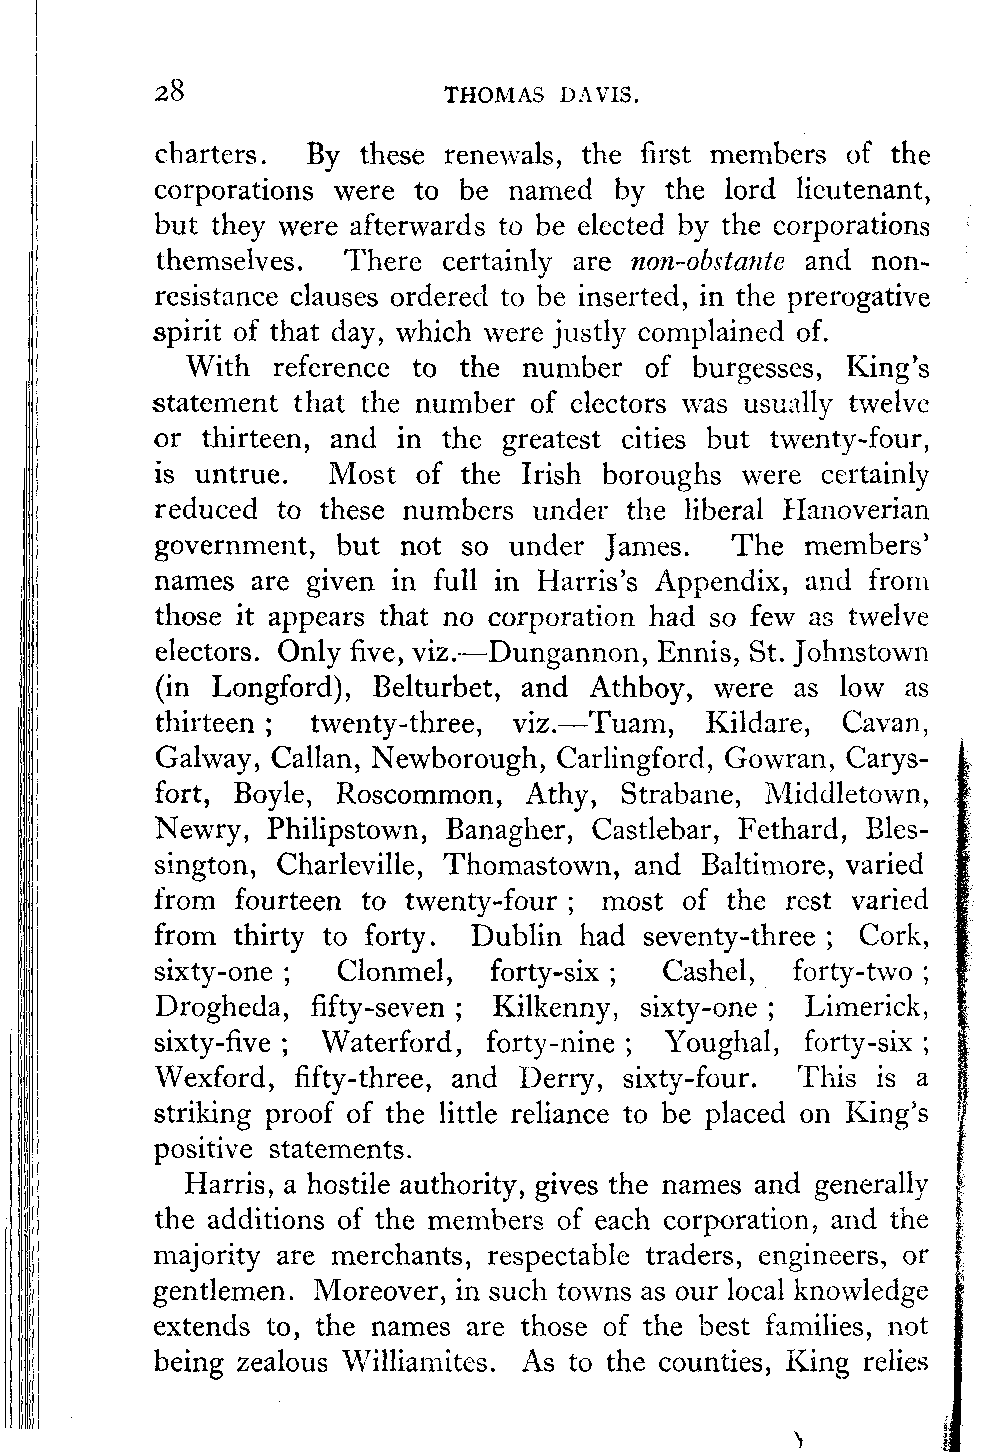 28 THOMAS DAVIS.
charters. By these renewals, the first members of the
corporations were to be named by the lord lieutenant,
but they were afterwards to be elected by the corporations
themselves. There certainly are non-obstante and non-
resistance clauses ordered to be inserted, in the prerogative
spirit of that day, which were justly complained of.
With reference to the number of burgesses, King's
statement that the number of electors was usually twelve
or thirteen, and in the greatest cities but twenty-four,
is untrue. Most of the Irish boroughs were certainly
reduced to these numbers under the liberal Hanoverian
government, but not so under James. The members'
names are given in full in Harris's Appendix, and from
those it appears that no corporation had so few as twelve
electors. Only five, viz.—Dungannon, Ennis, St. Johnstown
(in Longford), Belturbet, and Athboy, were as low as
thirteen ; twenty-three, viz.—Tuam, Kildare, Cavan,
Galway, Callan, Newborough, Carlingford, Gowran, Carys-
fort, Boyle, Roscommon, Athy, Strabane, Middletown,
Newry, Philipstown, Banagher, Castlebar, Fethard, Bles-
sington, Charleville, Thomastown, and Baltimore, varied
from fourteen to twenty-four ; most of the rest varied
from thirty to forty. Dublin had seventy-three ; Cork,
sixty-one ; Clonmel, forty-six ; Cashel, forty-two ;
Drogheda, fifty-seven ; Kilkenny, sixty-one ; Limerick,
sixty-five ; Waterford, forty-nine ; Youghal, forty-six ;
Wexford, fifty-three, and Derry, sixty-four. This is a
striking proof of the little reliance to be placed on King's
positive statements.
Harris, a hostile authority, gives the names and generally
the additions of the members of each corporation, and the
majority are merchants, respectable traders, engineers, or
gentlemen. Moreover, in such towns as our local knowledge
extends to, the names are those of the best families, not
being zealous Williamites. As to the counties, King relies